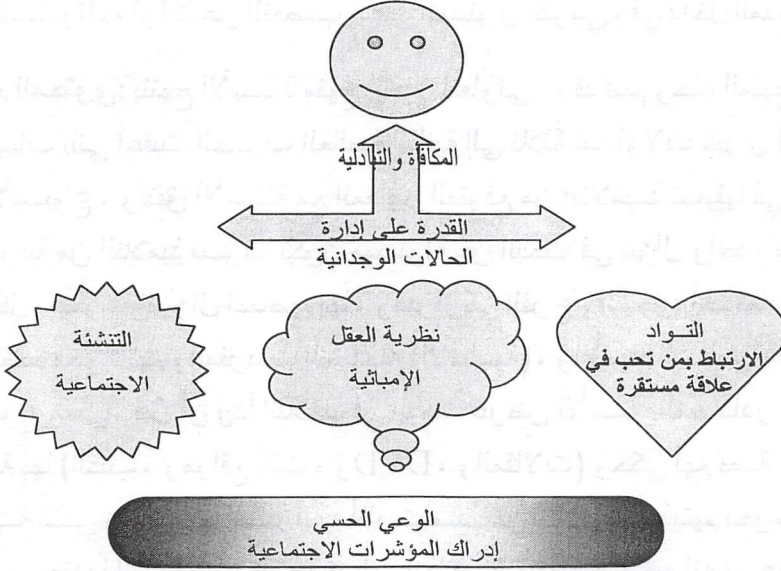 المكافأة والتبادلية
القدرة على إدارة
الحالات الوجدانية
التنشئة
الاجتماعية
نظرية العقل
الإمباثية
التــواد
الارتباط بمن تحب في
علاقة مستقرة
الوعي الحسي
إدراك المؤشرات الاجتماعية